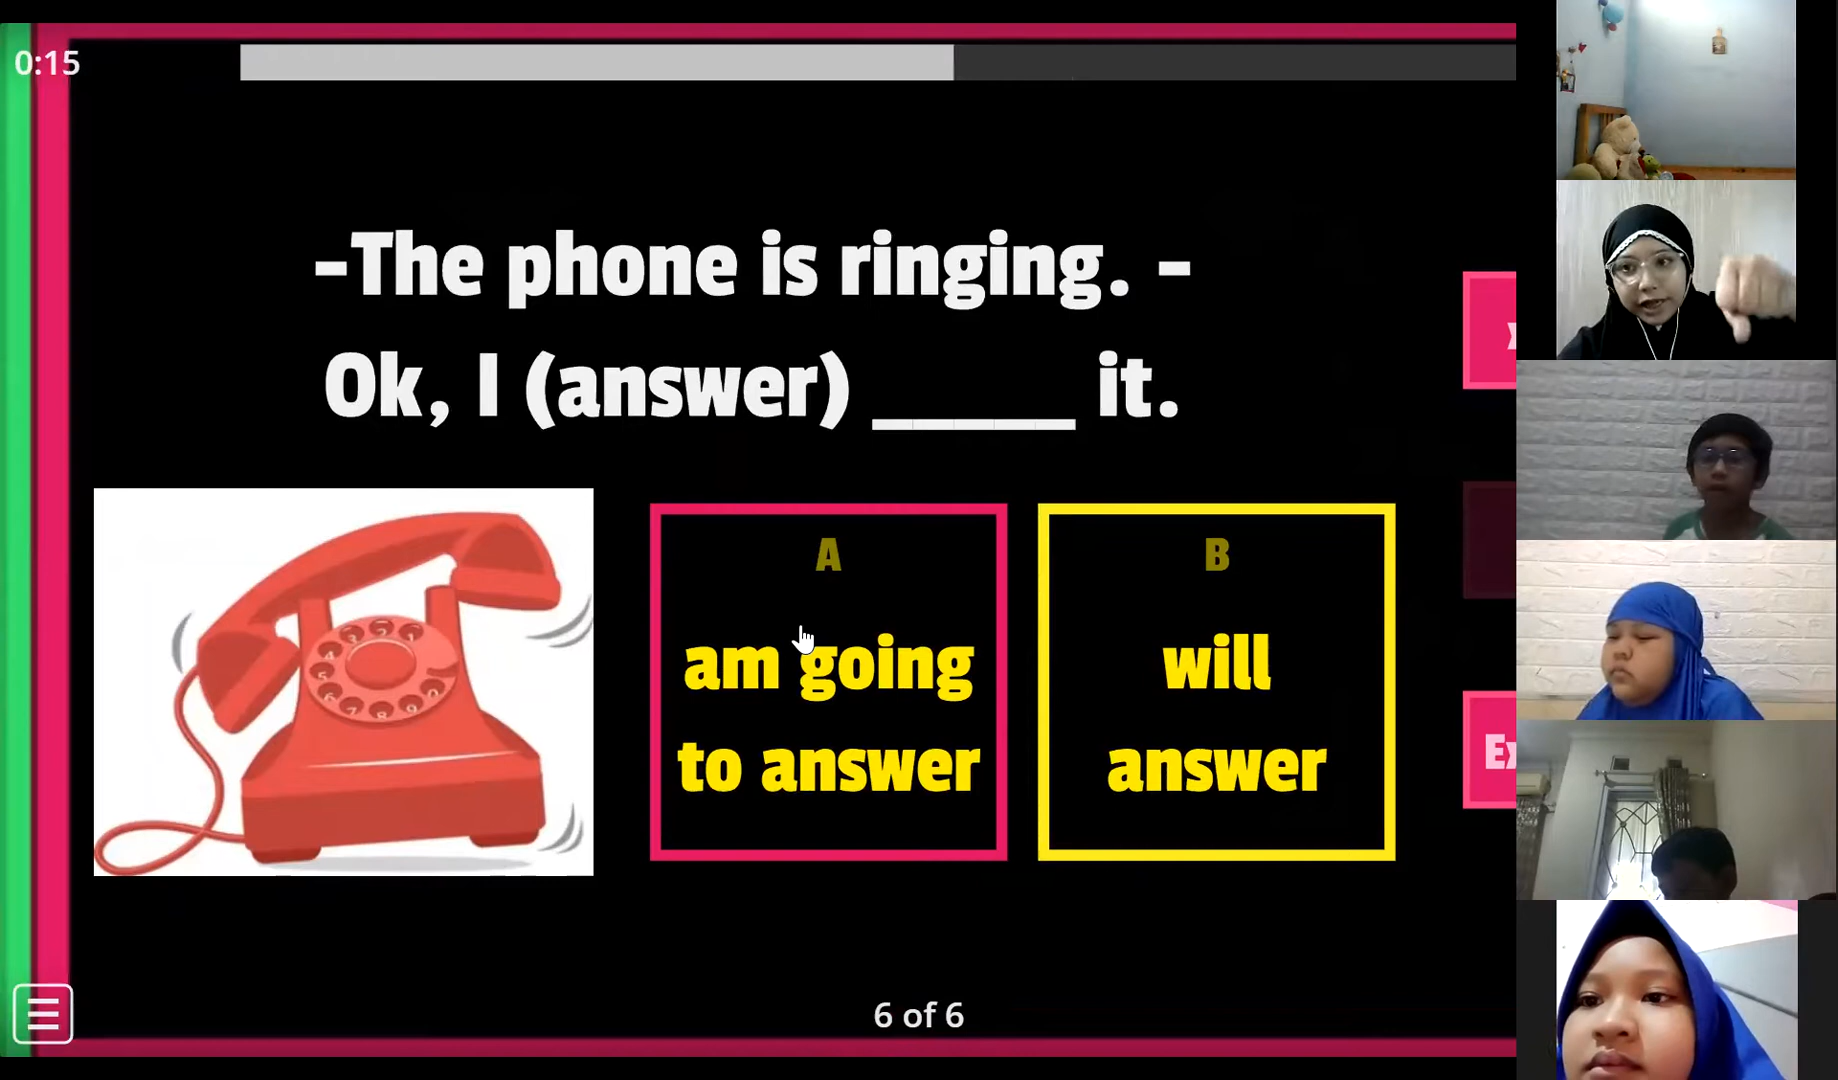 0:15
-The phone is ringing. -
Ok, I (answer) _____ it.
A
am going
to answer
B
will
answer
6 of 6